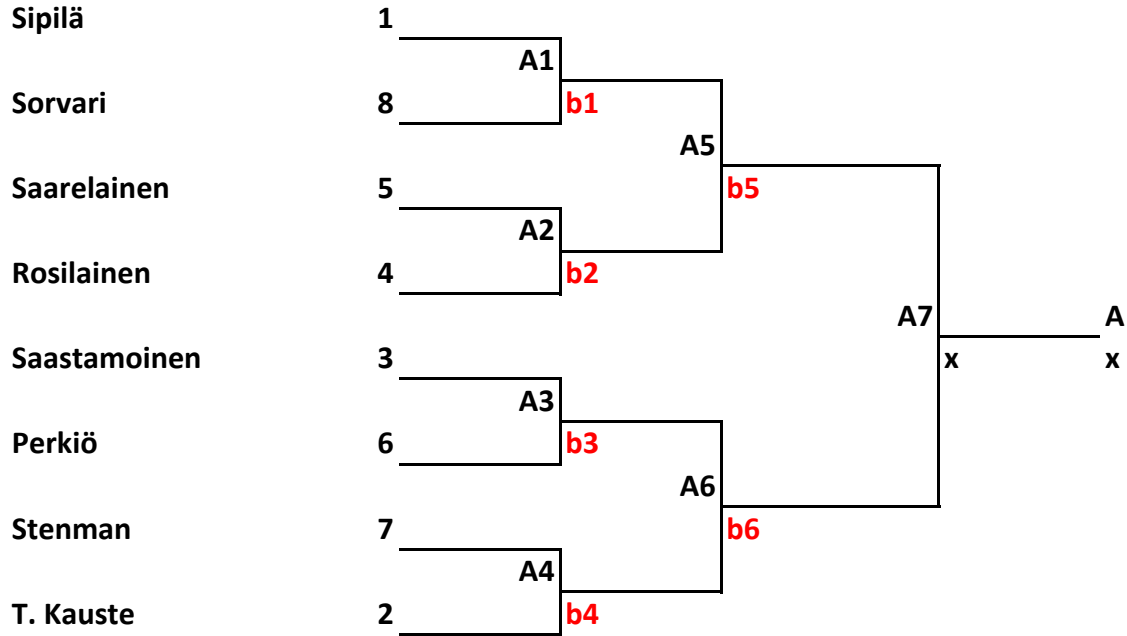 Sipilä 1
A1
Sorvari 8 b1
A5
Saarelainen 5 b5
A2
Rosilainen 4 b2
A7 A
Saastamoinen 3 x x
A3
Perkiö 6 b3
A6
Stenman 7 b6
A4
T. Kauste 2 b4